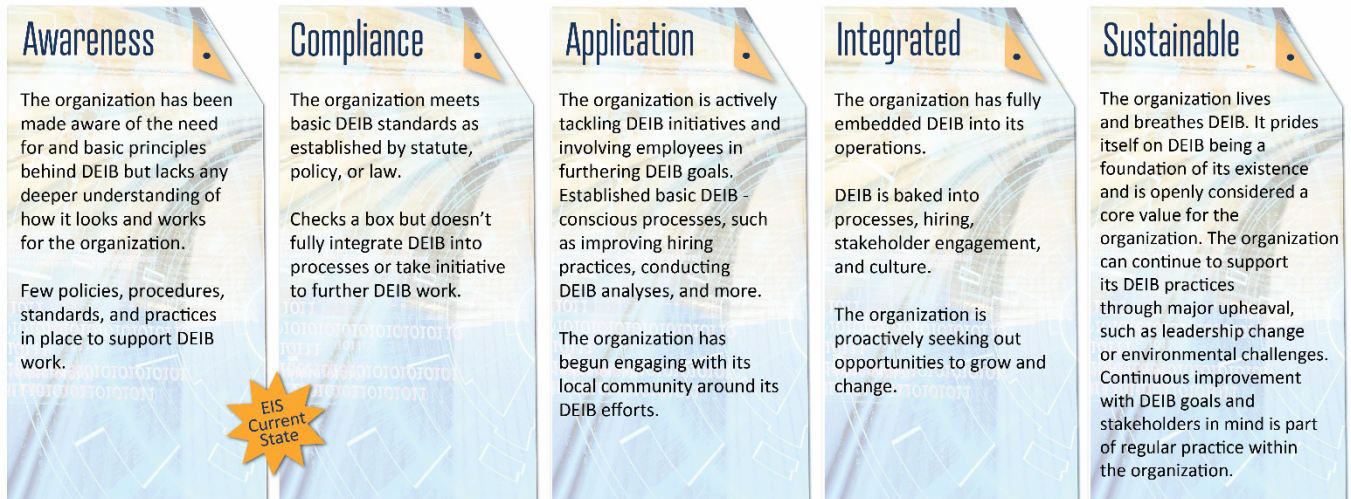 Awareness
The organization has been
made aware of the need
for and basic principles
behind DEIB but lacks any
deeper understanding of
how it looks and works
for the organization.
Few policies, procedures,
standards, and practices
in place to support DEIB
work.
EIS
Current
State
Compliance
The organization meets
basic DEIB standards as
established by statute,
policy, or law.
Checks a box but doesn't
fully integrate DEIB into
processes or take initiative
to further DEIB work.
Application
The organization is actively
tackling DEIB initiatives and
involving employees in
furthering DEIB goals.
Established basic DEIB -
conscious processes, such
as improving hiring
practices, conducting
DEIB analyses, and more.
The organization has
begun engaging with its
local community around its
DEIB efforts.
Integrated
The organization has fully
embedded DEIB into its
operations.
DEIB is baked into
processes, hiring,
stakeholder engagement,
and culture.
The organization is
proactively seeking out
opportunities to grow and
change.
Sustainable
The organization lives
and breathes DEIB. It prides
itself on DEIB being a
foundation of its existence
and is openly considered a
core value for the
organization. The organization
can continue to support
its DEIB practices
through major upheaval,
such as leadership change
or environmental challenges.
Continuous improvement
with DEIB goals and
stakeholders in mind is part
of regular practice within
the organization.